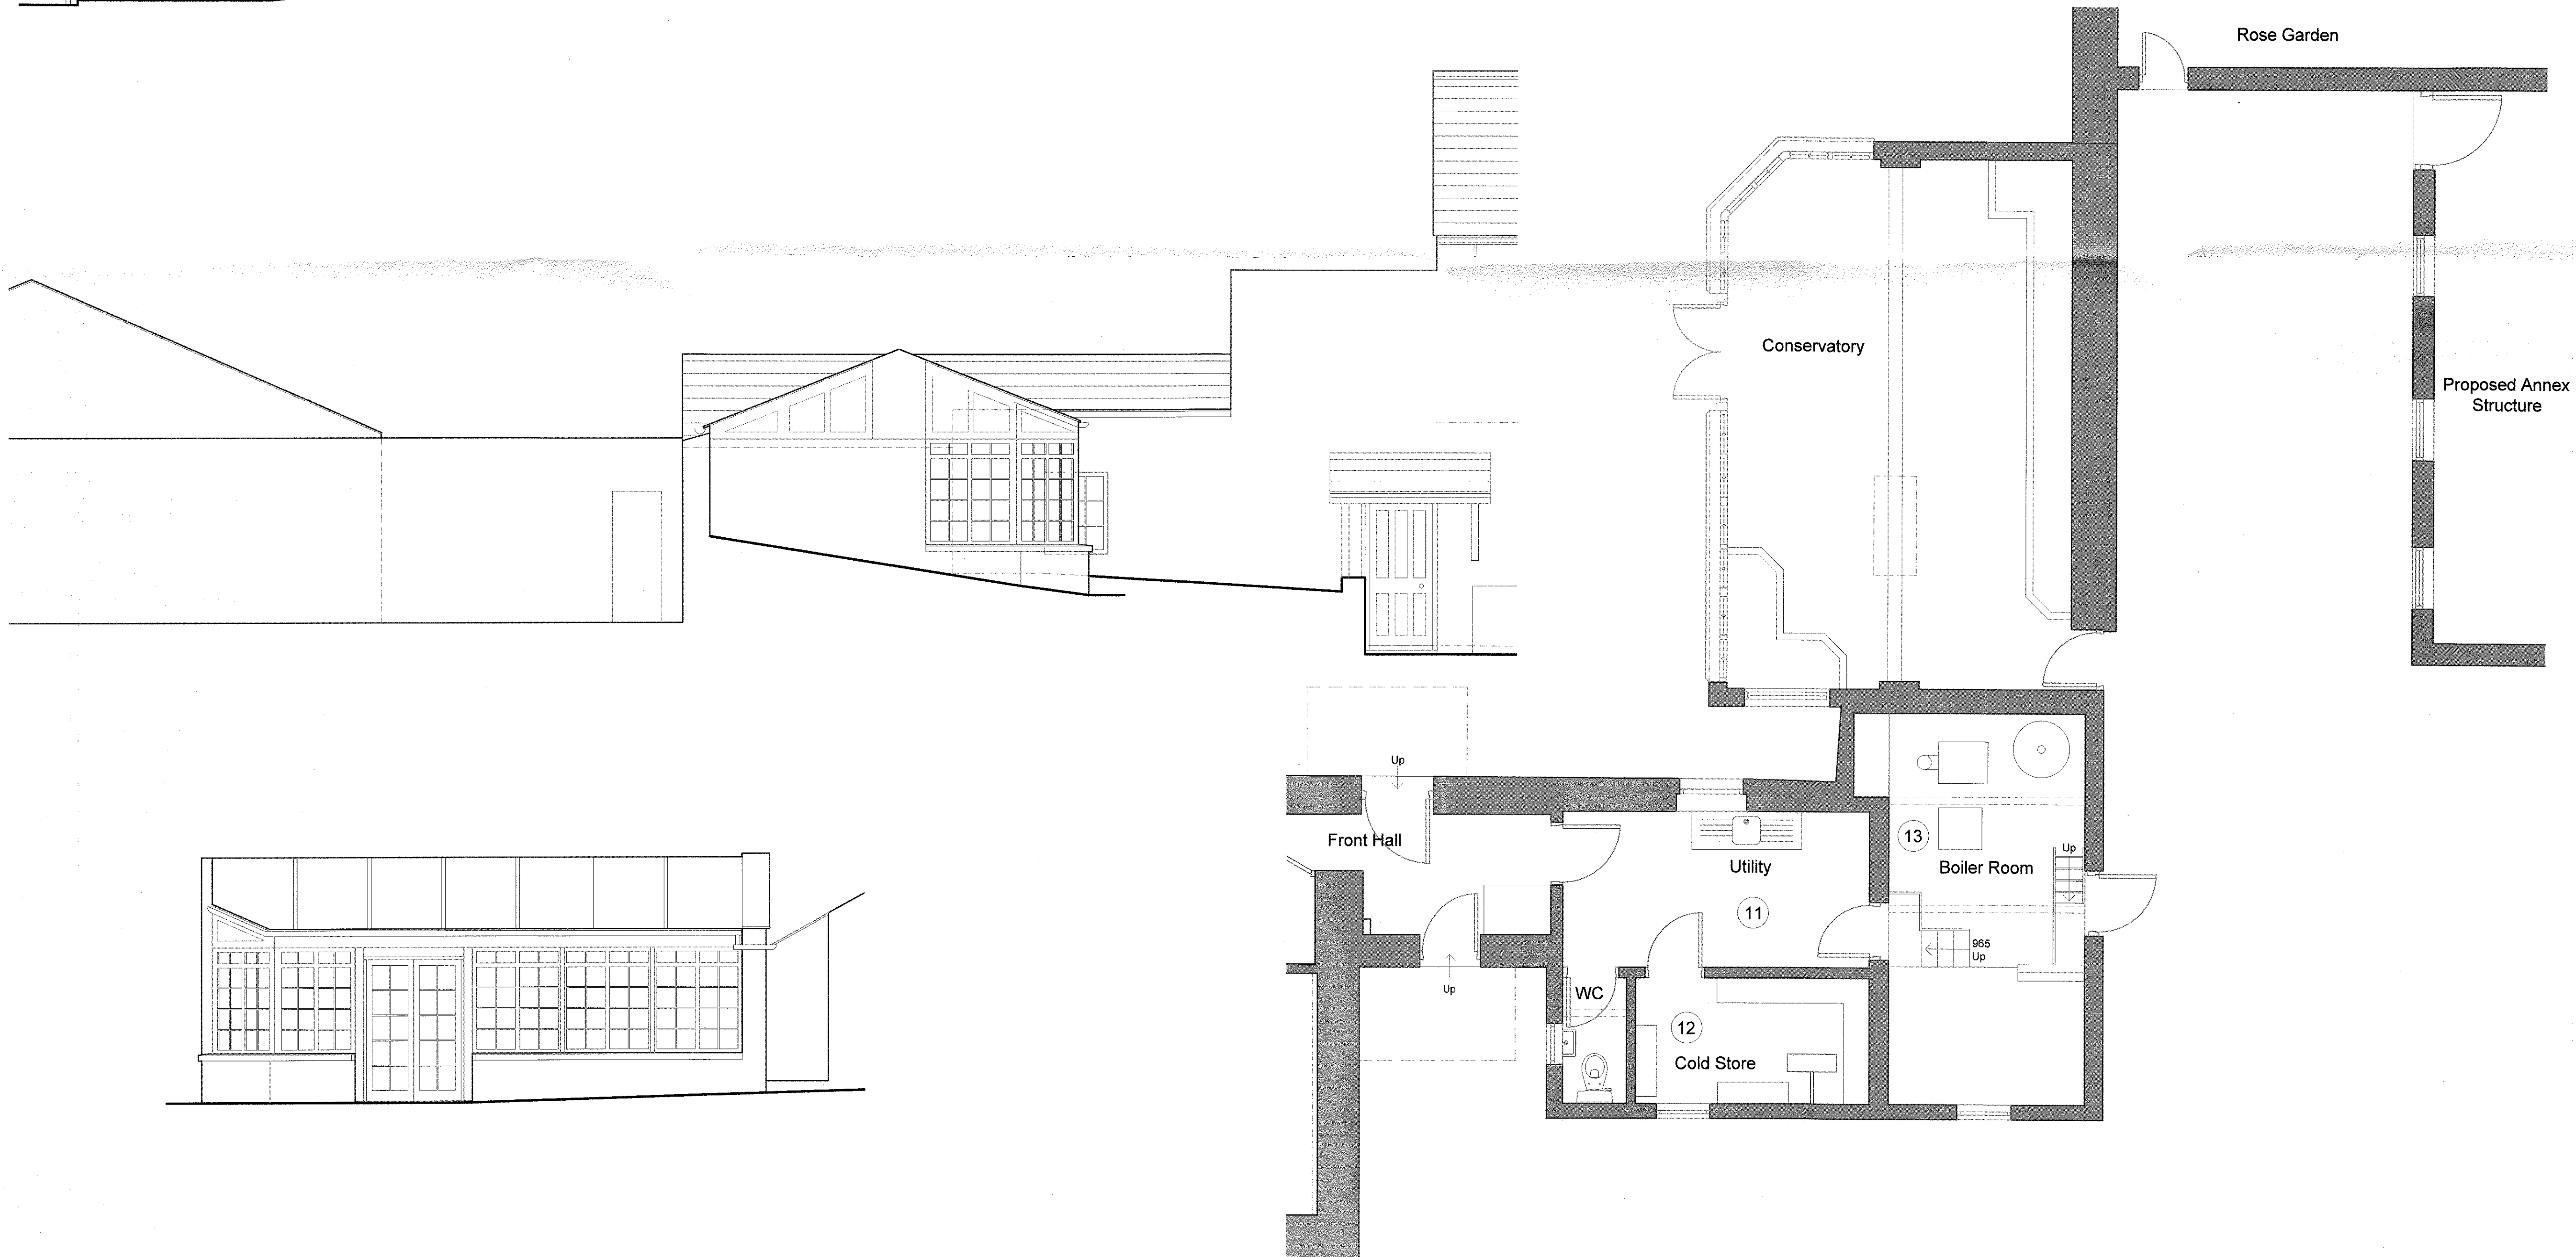 Rose Garden
Conservatory
Proposed Annex
Structure
Up
Front Hall
Utility
11
13
Boiler Room
Up
965
Up
Up
WC
12
Cold Store